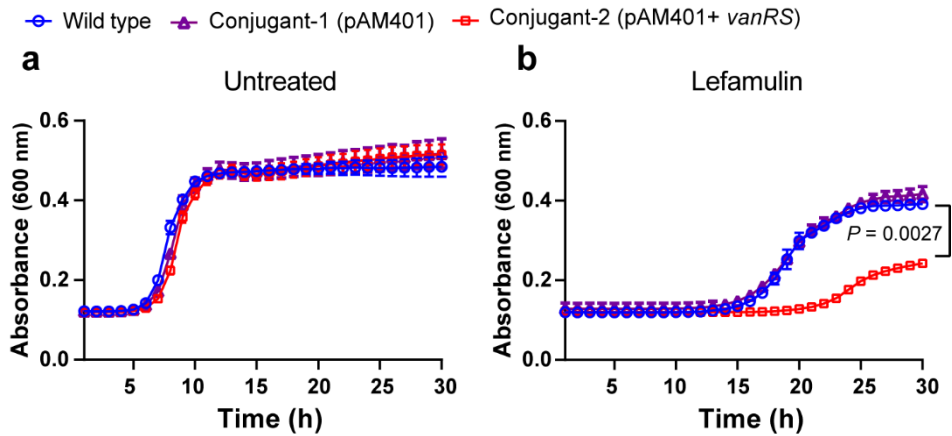 Wild type Conjugant-1 (pAM401) Conjugant-2 (pAM401+ vanRS)
a b
Untreated Lefamulin
Absorbance (600 nm)
0.6
0.4
0.2
0.0
5 10 15 20 25 30
Time (h)
Absorbance (600 nm)
0.6
0.4
0.2
0.0
P = 0.0027
5 10 15 20 25 30
Time (h)